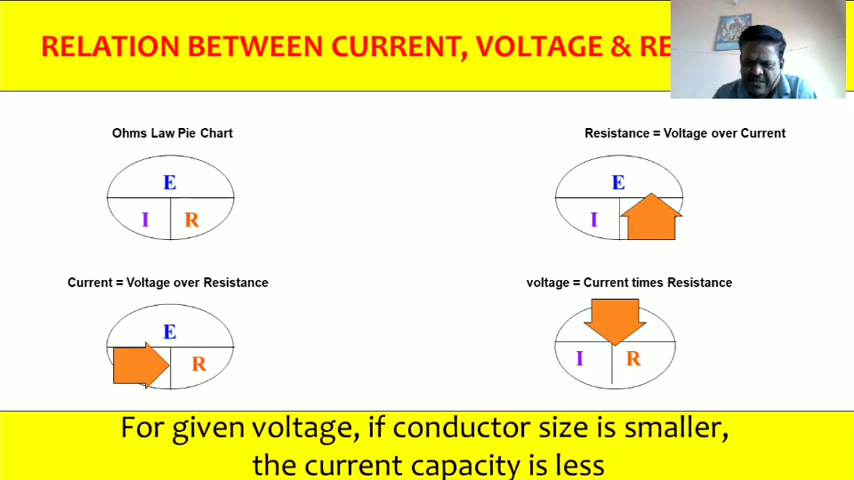 RELATION BETWEEN CURRENT, VOLTAGE & RE
Ohms Law Pie Chart
E
I R
Resistance = Voltage over Current
E
I
Current = Voltage over Resistance
E
R
voltage = Current times Resistance
I R
For given voltage, if conductor size is smaller,
the current capacity is less